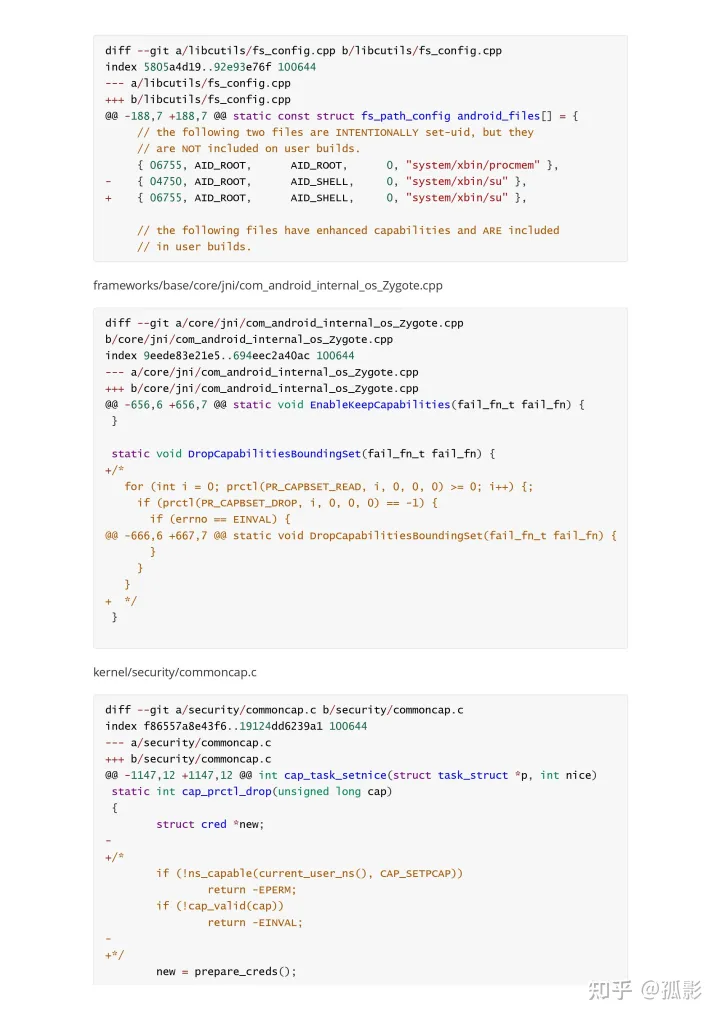 diff --git a/libcutils/fs_config.cpp b/libcutils/fs_config.cpp
index 5805a4d19..92e93e76f 100644
--- a/libcutils/fs_config.cpp
+++ b/libcutils/fs_config.cpp
@@ -188,7 +188,7 @@ static const struct fs_path_config android_files[] = {
     // the following two files are INTENTIONALLY set-uid, but they
     // are NOT included on user builds.
     { 06755, AID_ROOT,      AID_ROOT,      0, "system/xbin/procmem" },
-    { 04750, AID_ROOT,      AID_SHELL,     0, "system/xbin/su" },
+    { 06755, AID_ROOT,      AID_SHELL,     0, "system/xbin/su" },
     // the following files have enhanced capabilities and ARE included
     // in user builds.
frameworks/base/core/jni/com_android_internal_os_Zygote.cpp
diff --git a/core/jni/com_android_internal_os_Zygote.cpp
b/core/jni/com_android_internal_os_Zygote.cpp
index 9eede83e21e5..694eec2a40ac 100644
--- a/core/jni/com_android_internal_os_Zygote.cpp
+++ b/core/jni/com_android_internal_os_Zygote.cpp
@@ -656,6 +656,7 @@ static void EnableKeepCapabilities(fail_fn_t fail_fn) {
 }
 static void DropCapabilitiesBoundingSet(fail_fn_t fail_fn) {
+/*
   for (int i = 0; prctl(PR_CAPBSET_READ, i, 0, 0, 0) >= 0; i++) {;
     if (prctl(PR_CAPBSET_DROP, i, 0, 0, 0) == -1) {
       if (errno == EINVAL) {
@@ -666,6 +667,7 @@ static void DropCapabilitiesBoundingSet(fail_fn_t fail_fn) {
       }
     }
   }
+  */
 }
kernel/security/commoncap.c
diff --git a/security/commoncap.c b/security/commoncap.c
index f86557a8e43f6..19124dd6239a1 100644
--- a/security/commoncap.c
+++ b/security/commoncap.c
@@ -1147,12 +1147,12 @@ int cap_task_setnice(struct task_struct *p, int nice)
 static int cap_prctl_drop(unsigned long cap)
 {
        struct cred *new;
-
+/*
        if (!ns_capable(current_user_ns(), CAP_SETPCAP))
                return -EPERM;
        if (!cap_valid(cap))
                return -EINVAL;
-
+*/
        new = prepare_creds();
知乎 @孤影